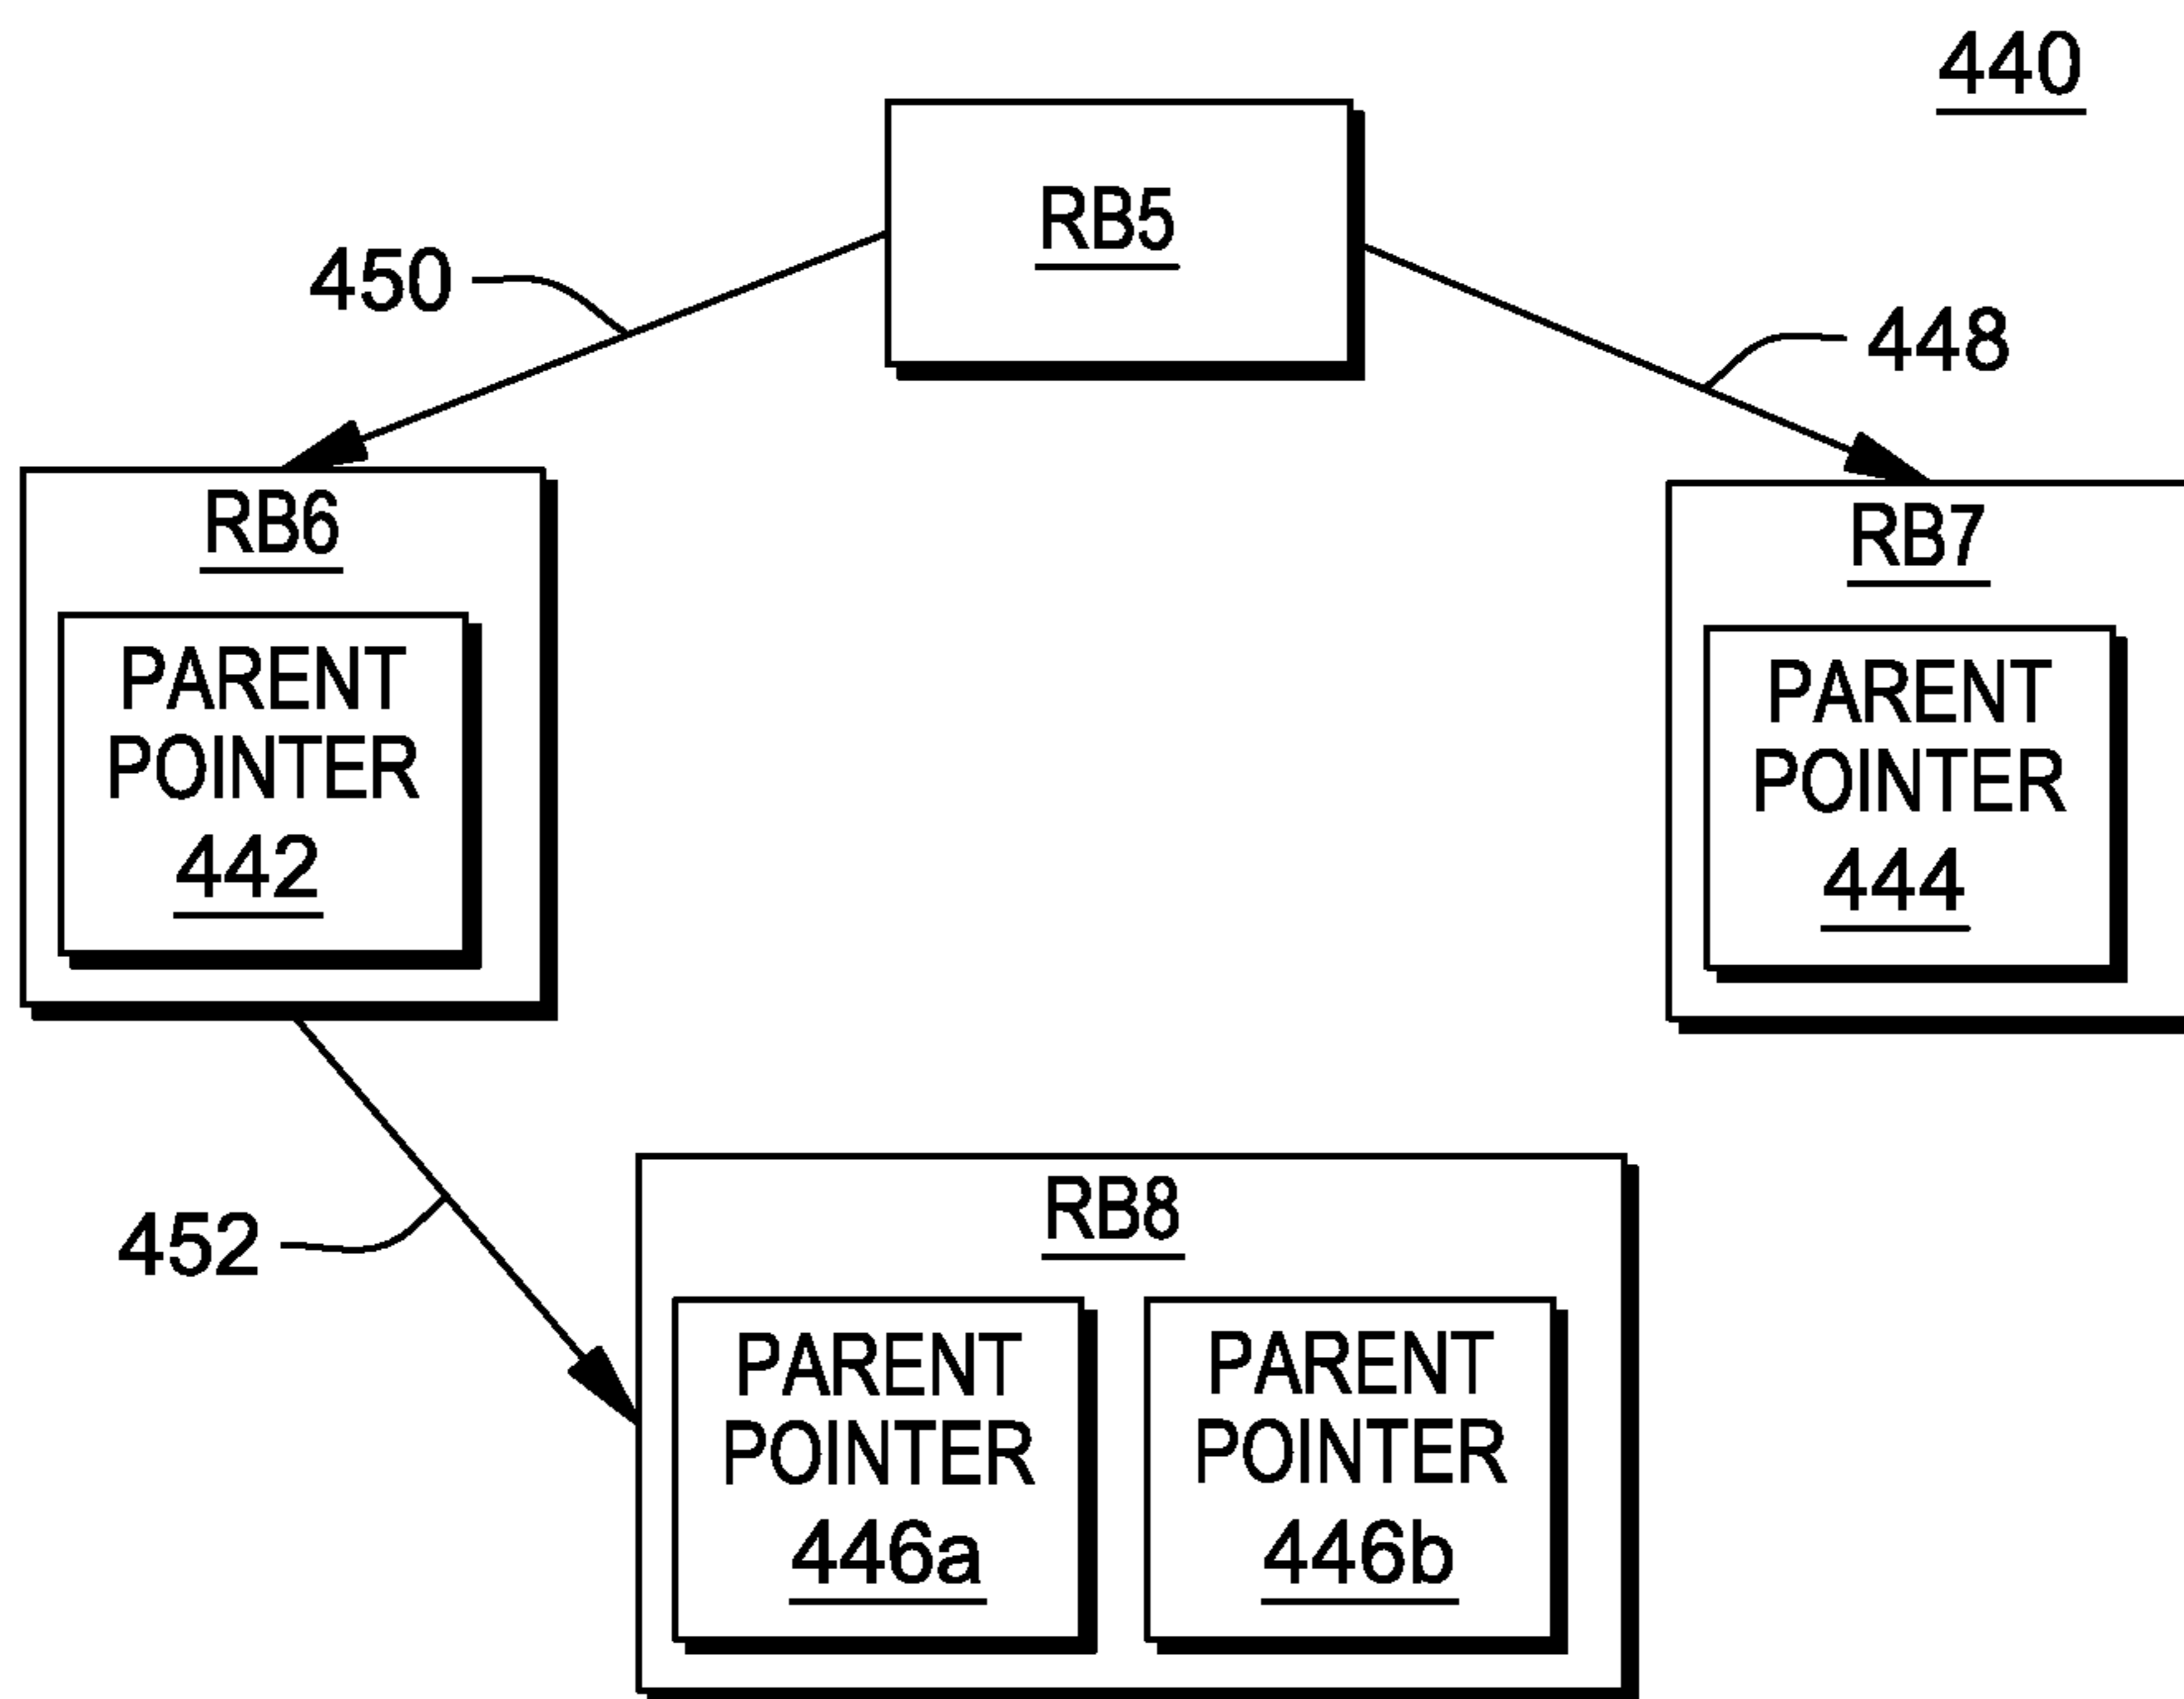 440
RB5
450
448
RB6
PARENT
POINTER
442
RB7
PARENT
POINTER
444
452
RB8
PARENT
POINTER
446a
PARENT
POINTER
446b